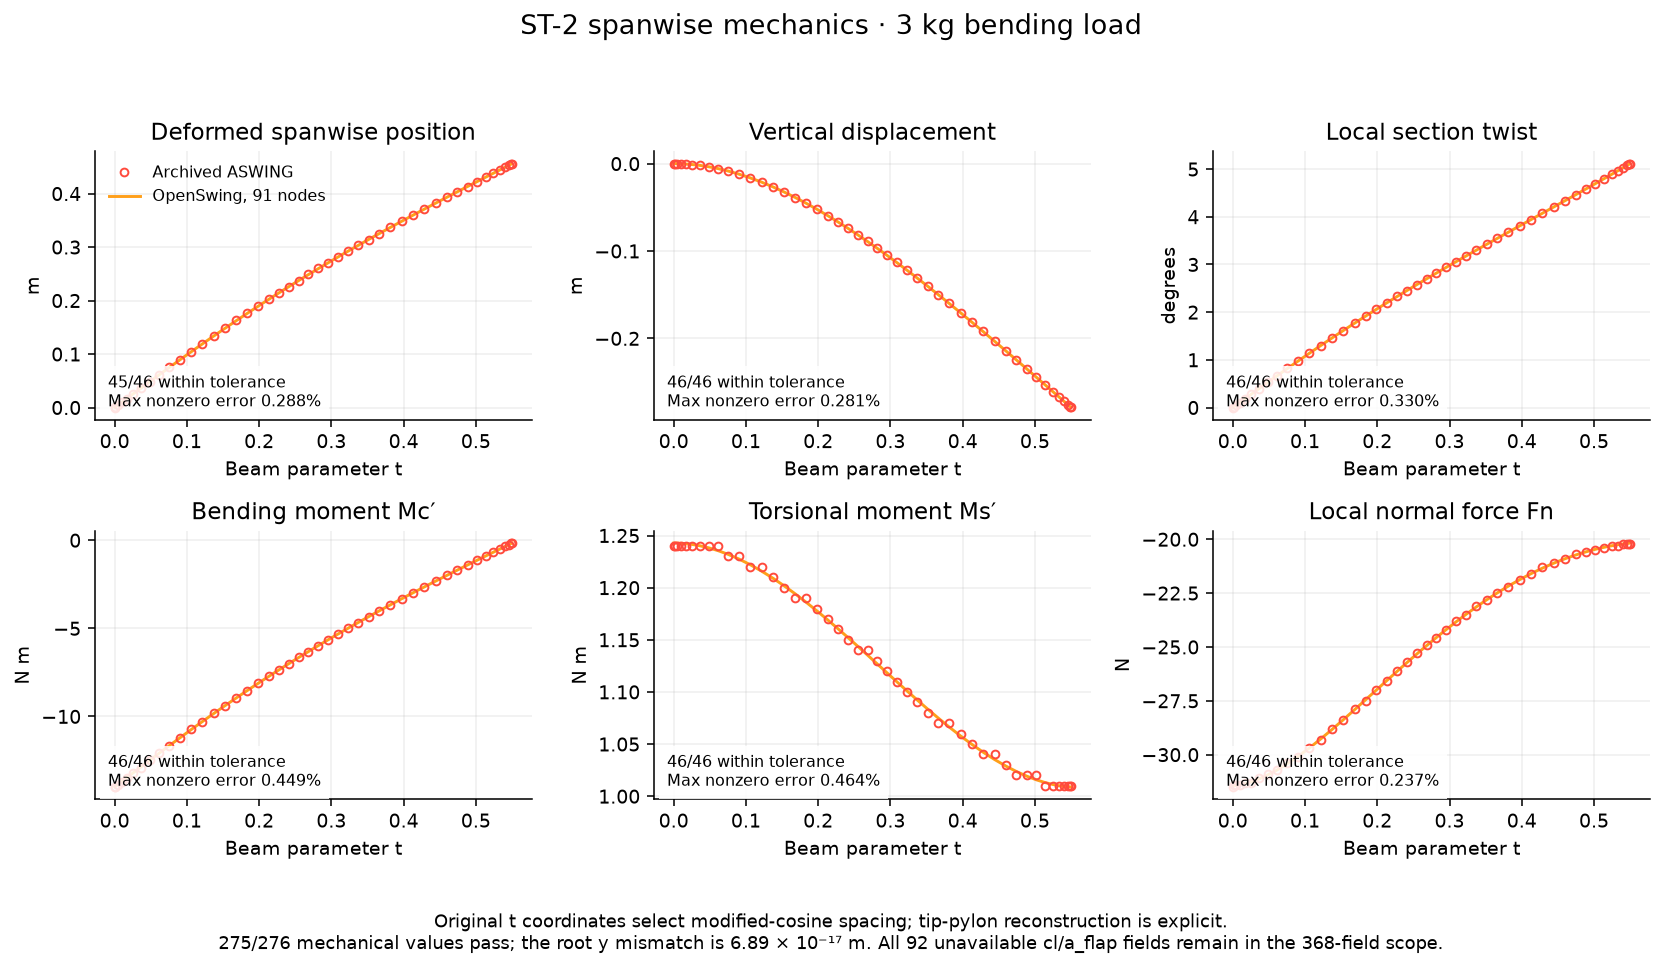 ST-2 spanwise mechanics · 3 kg bending load
Deformed spanwise position
m
0.4
0.3
0.2
0.1
0.0
Archived ASWING
OpenSwing, 91 nodes
45/46 within tolerance
Max nonzero error 0.288%
0.0 0.1 0.2 0.3 0.4 0.5
Beam parameter t
Vertical displacement
m
0.0
−0.1
−0.2
46/46 within tolerance
Max nonzero error 0.281%
0.0 0.1 0.2 0.3 0.4 0.5
Beam parameter t
Local section twist
degrees
5
4
3
2
1
0
46/46 within tolerance
Max nonzero error 0.330%
0.0 0.1 0.2 0.3 0.4 0.5
Beam parameter t
Bending moment Mc′
N m
0
−5
−10
46/46 within tolerance
Max nonzero error 0.449%
0.0 0.1 0.2 0.3 0.4 0.5
Beam parameter t
Torsional moment Ms′
N m
1.25
1.20
1.15
1.10
1.05
1.00
46/46 within tolerance
Max nonzero error 0.464%
0.0 0.1 0.2 0.3 0.4 0.5
Beam parameter t
Local normal force Fn
N
−20.0
−22.5
−25.0
−27.5
−30.0
46/46 within tolerance
Max nonzero error 0.237%
0.0 0.1 0.2 0.3 0.4 0.5
Beam parameter t
Original t coordinates select modified-cosine spacing; tip-pylon reconstruction is explicit.
275/276 mechanical values pass; the root y mismatch is 6.89 × 10⁻¹⁷ m. All 92 unavailable cl/a_flap fields remain in the 368-field scope.